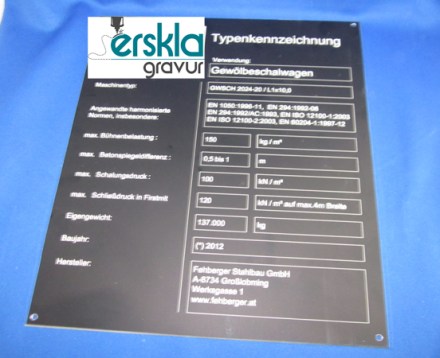 erskla
gravur
Typenkennzeichnung
Verwendung:
Gewölbeschalwagen
Maschinentyp:
GWSCH 2024-20 / L1x10,0
Angewandte harmonisierte
Normen, insbesondere:
EN 1050:1996-11, EN 294:1992-06
EN 294:1992/AC:1993, EN ISO 12100-1:2003
EN ISO 12100-2:2003, EN 60204-1:1997-12
max. Bühnenbelastung :
150
kg / m²
max. Betonspiegeldifferenz :
0,5 bis 1
m
max. Schalungsdruck :
100
kN / m²
max. Schließdruck in Firstmitt
120
kN / m² auf max.4m Breite
Eigengewicht:
137.000
kg
Baujahr:
(*) 2012
Hersteller:
Fehberger Stahlbau GmbH
A-8734 Großlobming
Werksgasse 1
www.fehberger.at